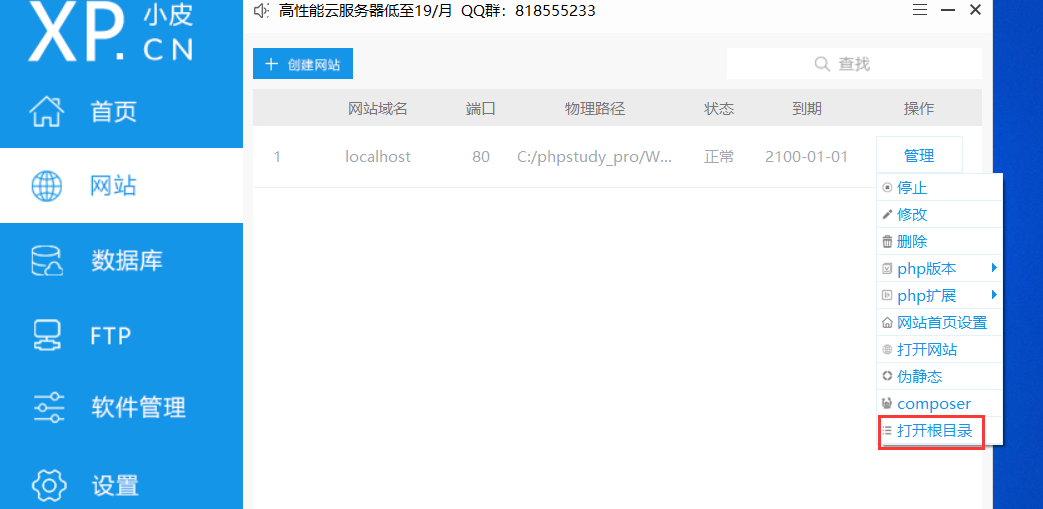 XP.CN 小皮
高性能云服务器低至19/月 QQ群：818555233
首页
网站
数据库
FTP
软件管理
设置
创建网站
查找
网站域名 端口 物理路径 状态 到期 操作
1 localhost 80 C:/phpstudy_pro/W... 正常 2100-01-01 管理
停止
修改
删除
php版本
php扩展
网站首页设置
打开网站
伪静态
composer
打开根目录